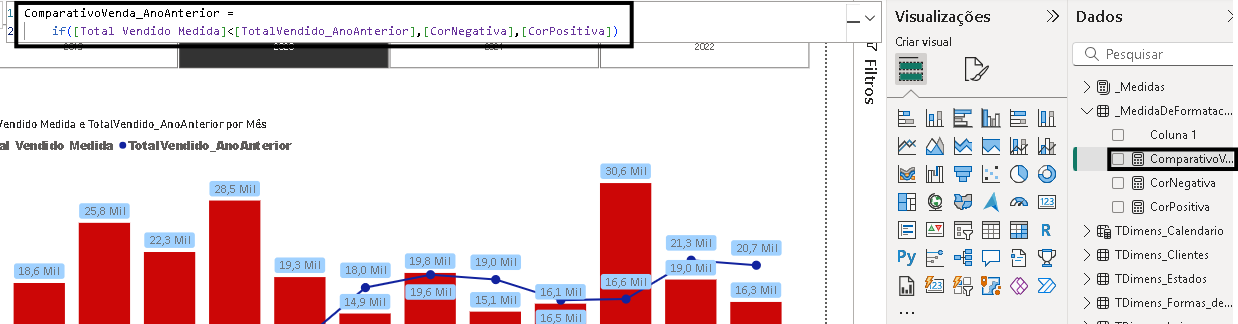 1 ComparativoVenda_AnoAnterior =
2 if([Total Vendido Medida]<[TotalVendido_AnoAnterior],[CorNegativa],[CorPositiva])
2019
2020
2021
2022
Vendido Medida e TotalVendido_AnoAnterior por Mês
al Vendido Medida TotalVendido_AnoAnterior
18,6 Mil
25,8 Mil
22,3 Mil
28,5 Mil
19,3 Mil
18,0 Mil
14,9 Mil
19,8 Mil
19,6 Mil
19,0 Mil
15,1 Mil
16,1 Mil
16,5 Mil
30,6 Mil
16,6 Mil
21,3 Mil
19,0 Mil
20,7 Mil
16,3 Mil
Filtros
Visualizações
Criar visual
123
R
Py
123
...
Dados
Pesquisar
_Medidas
_MedidaDeFormatac...
Coluna 1
ComparativoV...
CorNegativa
CorPositiva
TDimens_Calendario
TDimens_Clientes
TDimens_Estados
TDimens_Formas_de...